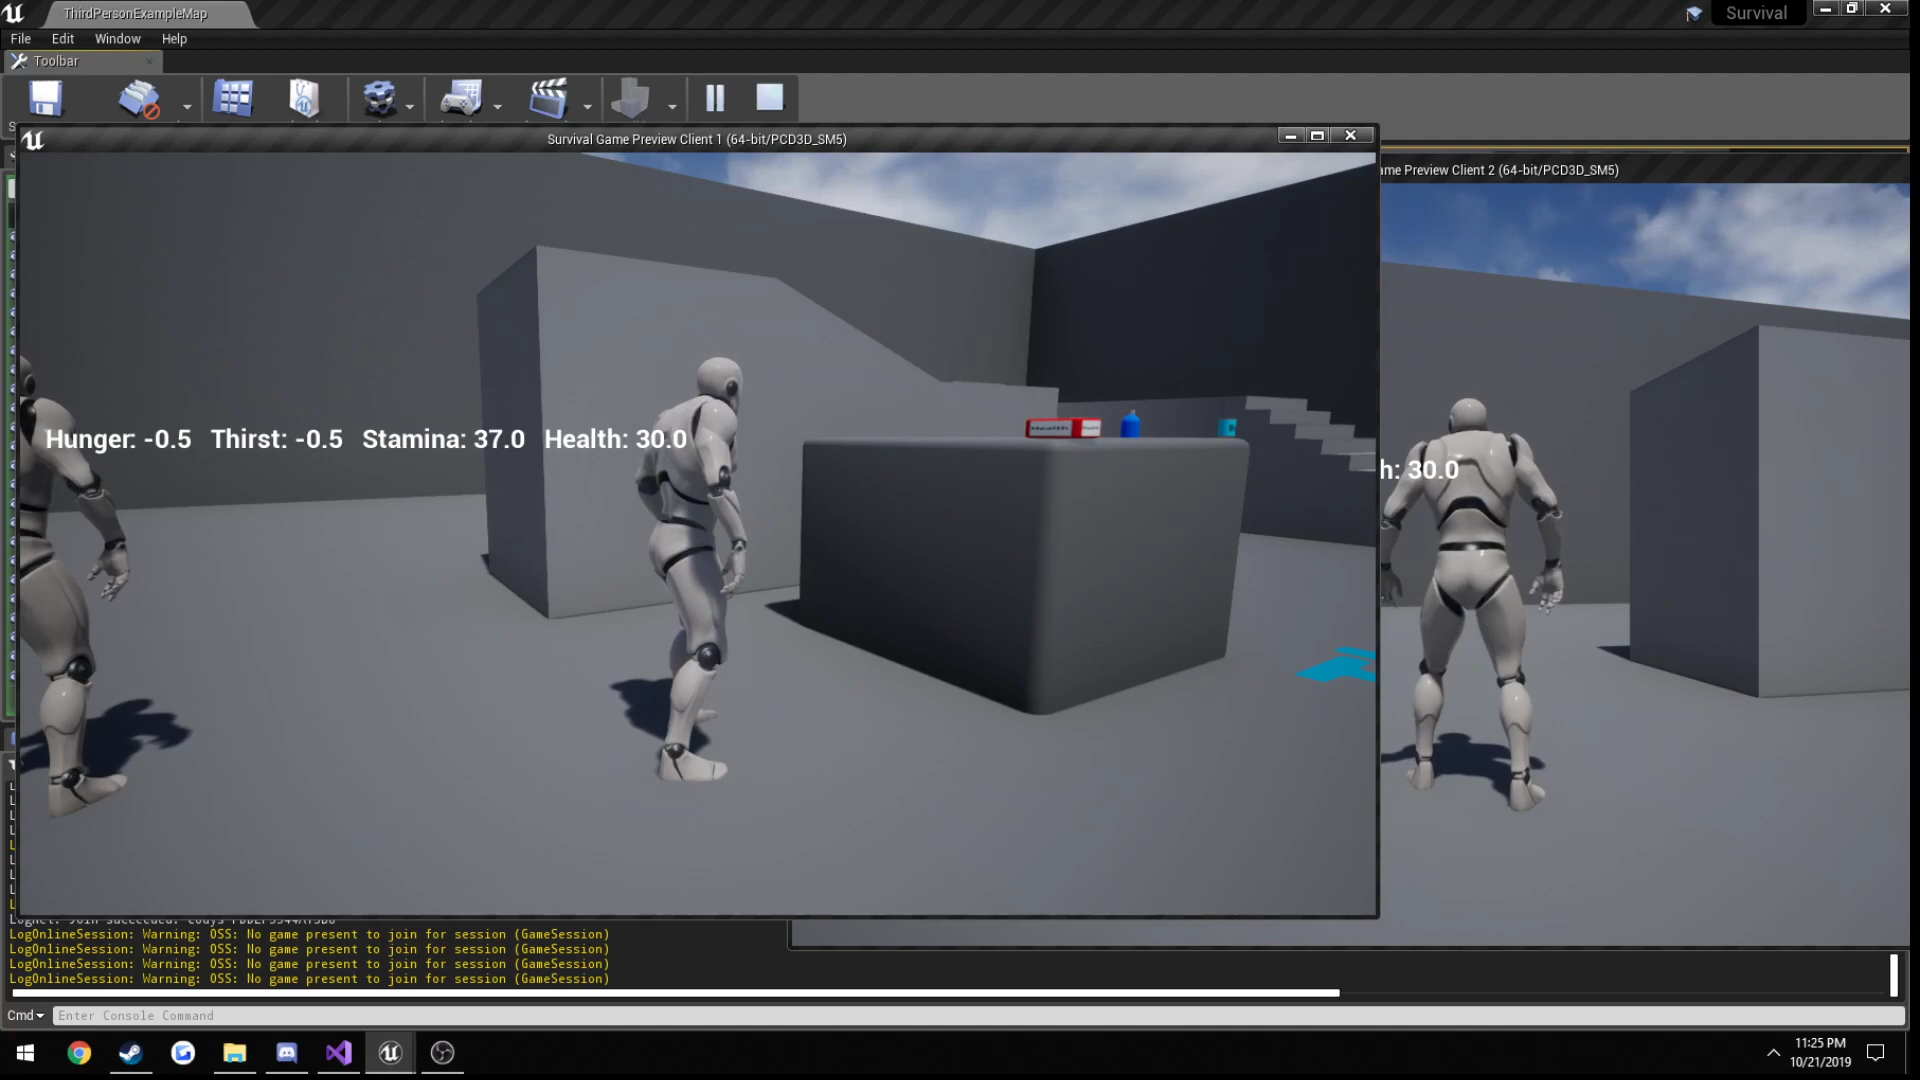 ThirdPersonExampleMap
Survival
File Edit Window Help
Toolbar
Survival Game Preview Client 1 (64-bit/PCD3D_SM5)
Preview Client 2 (64-bit/PCD3D_SM5)
Hunger: -0.5 Thirst: -0.5 Stamina: 37.0 Health: 30.0
h: 30.0
LogOnlineSession: Warning: OSS: No game present to join for session (GameSession)
LogOnlineSession: Warning: OSS: No game present to join for session (GameSession)
LogOnlineSession: Warning: OSS: No game present to join for session (GameSession)
LogOnlineSession: Warning: OSS: No game present to join for session (GameSession)
Cmd Enter Console Command
11:25 PM
10/21/2019